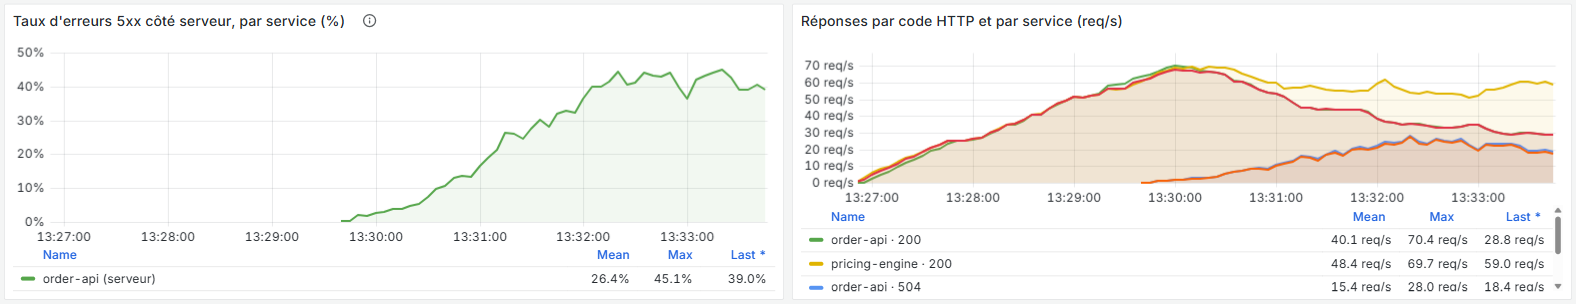 Taux d'erreurs 5xx côté serveur, par service (%)
50%
40%
30%
20%
10%
0%
13:27:00 13:28:00 13:29:00 13:30:00 13:31:00 13:32:00 13:33:00
Name Mean Max Last *
order-api (serveur) 26.4% 45.1% 39.0%
Réponses par code HTTP et par service (req/s)
70 req/s
60 req/s
50 req/s
40 req/s
30 req/s
20 req/s
10 req/s
0 req/s
13:27:00 13:28:00 13:29:00 13:30:00 13:31:00 13:32:00 13:33:00
Name Mean Max Last *
order-api · 200 40.1 req/s 70.4 req/s 28.8 req/s
pricing-engine · 200 48.4 req/s 69.7 req/s 59.0 req/s
order-api · 504 15.4 req/s 28.0 req/s 18.4 req/s